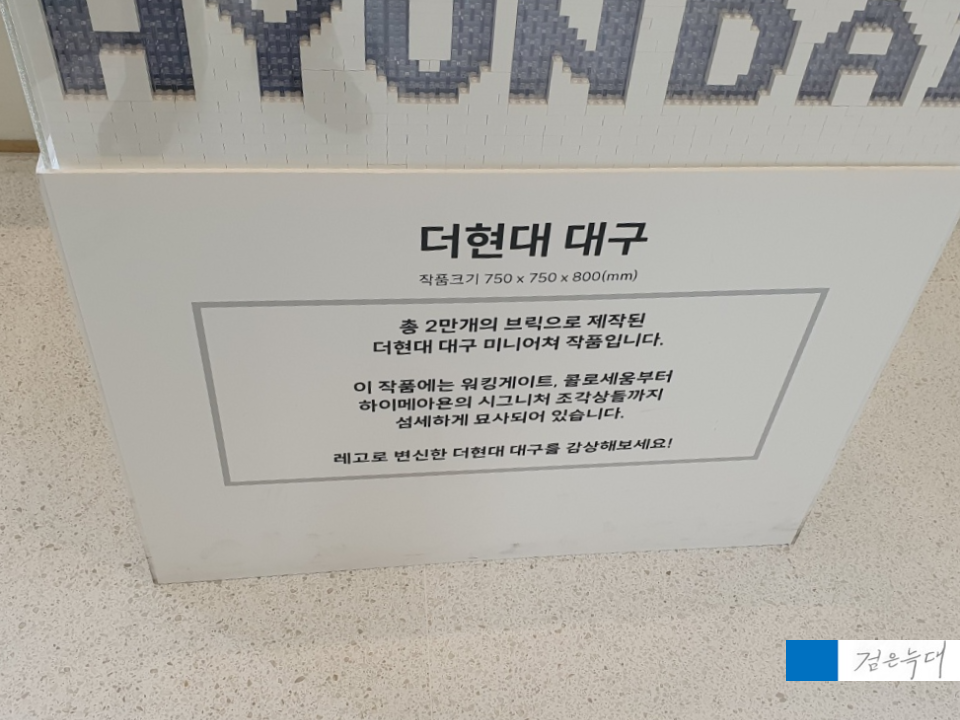 HYUNDAI
더현대 대구
작품크기 750 x 750 x 800(mm)
총 2만개의 브릭으로 제작된
더현대 대구 미니어쳐 작품입니다.
이 작품에는 워킹게이트, 콜로세움부터
하이메아욘의 시그니처 조각상들까지
섬세하게 묘사되어 있습니다.
레고로 변신한 더현대 대구를 감상해보세요!
검은늑대